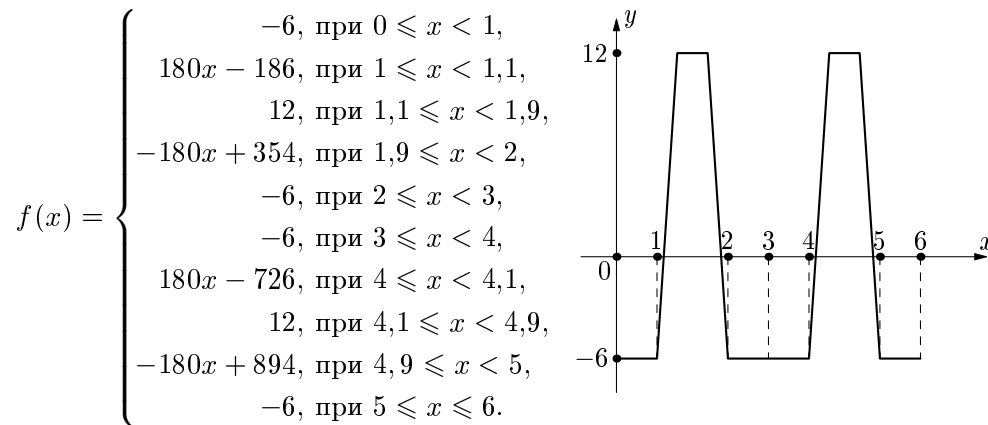 −6, при 0 ⩽ x < 1,
180x − 186, при 1 ⩽ x < 1,1,
12, при 1,1 ⩽ x < 1,9,
−180x + 354, при 1,9 ⩽ x < 2,
−6, при 2 ⩽ x < 3,
f(x) =
−6, при 3 ⩽ x < 4,
180x − 726, при 4 ⩽ x < 4,1,
12, при 4,1 ⩽ x < 4,9,
−180x + 894, при 4, 9 ⩽ x < 5,
−6, при 5 ⩽ x ⩽ 6.
y
12
1 2 3 4 5 6 x
0
−6